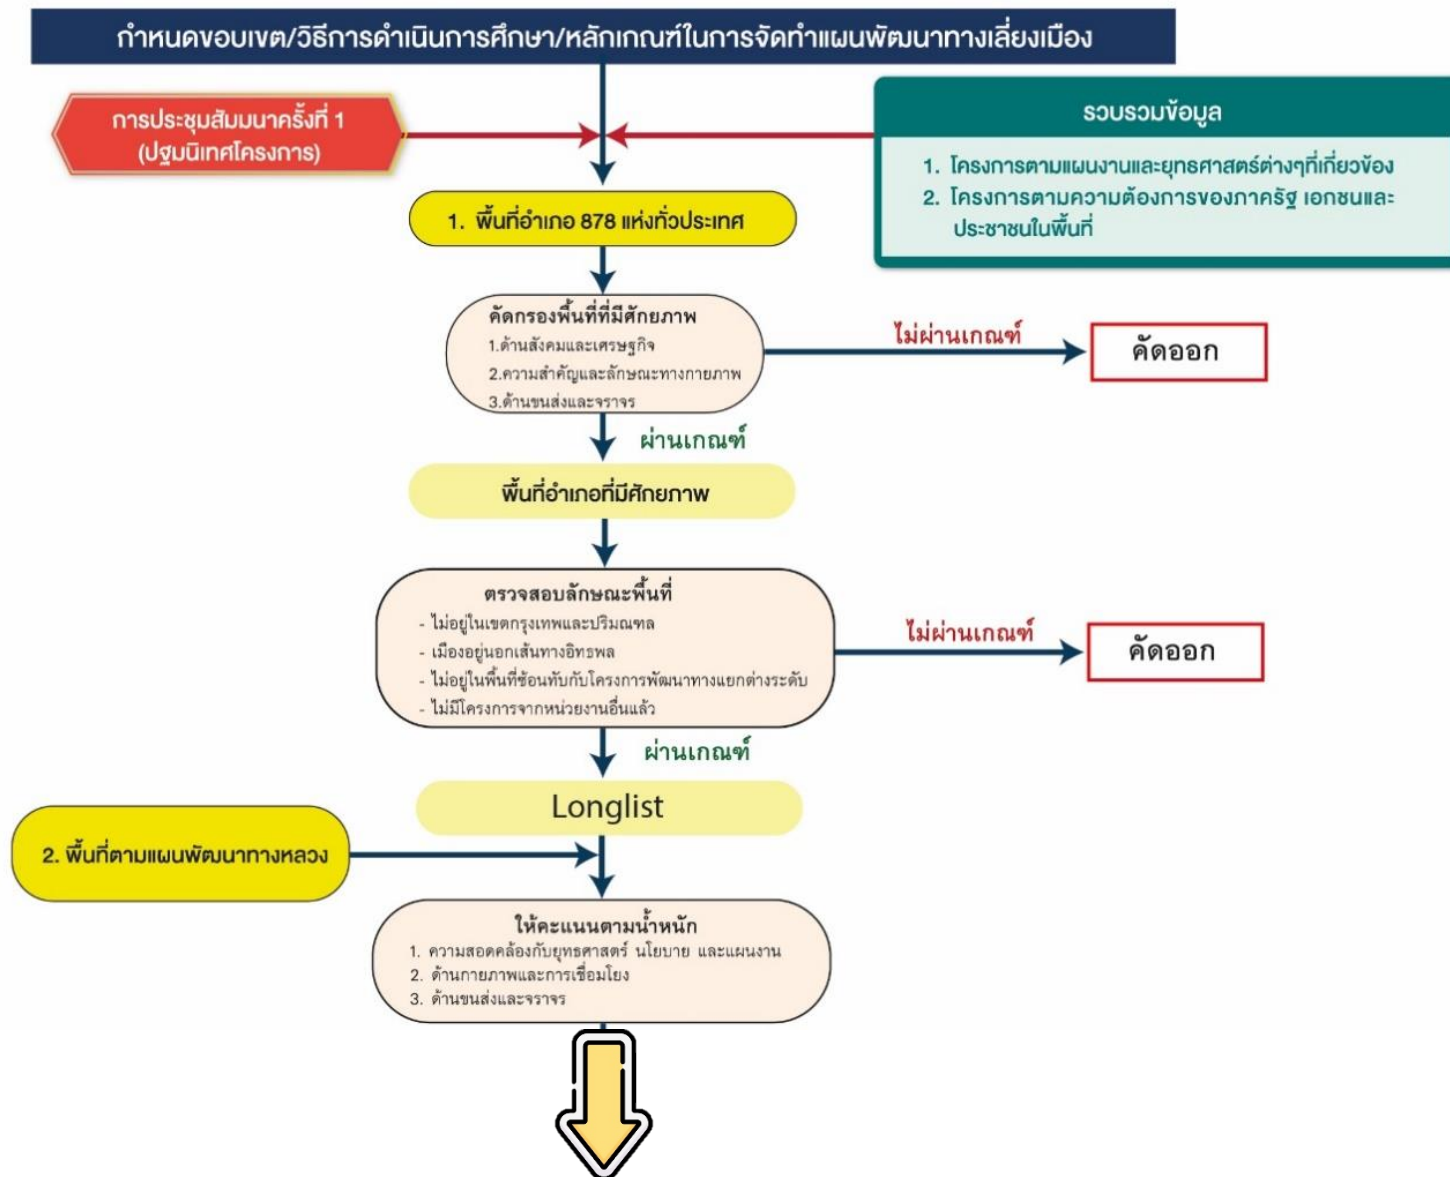 กำหนดขอบเขต/วิธีการดำเนินการศึกษา/หลักเกณฑ์ในการจัดทำแผนพัฒนาทางเลี่ยงเมือง
การประชุมสัมมนาครั้งที่ 1
(ปฐมนิเทศโครงการ)
รวบรวมข้อมูล
1. โครงการตามแผนงานและยุทธศาสตร์ต่างๆที่เกี่ยวข้อง
2. โครงการตามความต้องการของภาครัฐ เอกชนและ
ประชาชนในพื้นที่
1. พื้นที่อำเภอ 878 แห่งทั่วประเทศ
คัดกรองพื้นที่ที่มีศักยภาพ
1.ด้านสังคมและเศรษฐกิจ
2.ความสำคัญและลักษณะทางกายภาพ
3.ด้านขนส่งและจราจร
ไม่ผ่านเกณฑ์
คัดออก
ผ่านเกณฑ์
พื้นที่อำเภอที่มีศักยภาพ
ตรวจสอบลักษณะพื้นที่
- ไม่อยู่ในเขตกรุงเทพและปริมณฑล
- เมืองอยู่นอกเส้นทางอิทธพล
- ไม่อยู่ในพื้นที่ซ้อนทับกับโครงการพัฒนาทางแยกต่างระดับ
- ไม่มีโครงการจากหน่วยงานอื่นแล้ว
ไม่ผ่านเกณฑ์
คัดออก
ผ่านเกณฑ์
Longlist
2. พื้นที่ตามแผนพัฒนาทางหลวง
ให้คะแนนตามน้ำหนัก
1. ความสอดคล้องกับยุทธศาสตร์ นโยบาย และแผนงาน
2. ด้านกายภาพและการเชื่อมโยง
3. ด้านขนส่งและจราจร